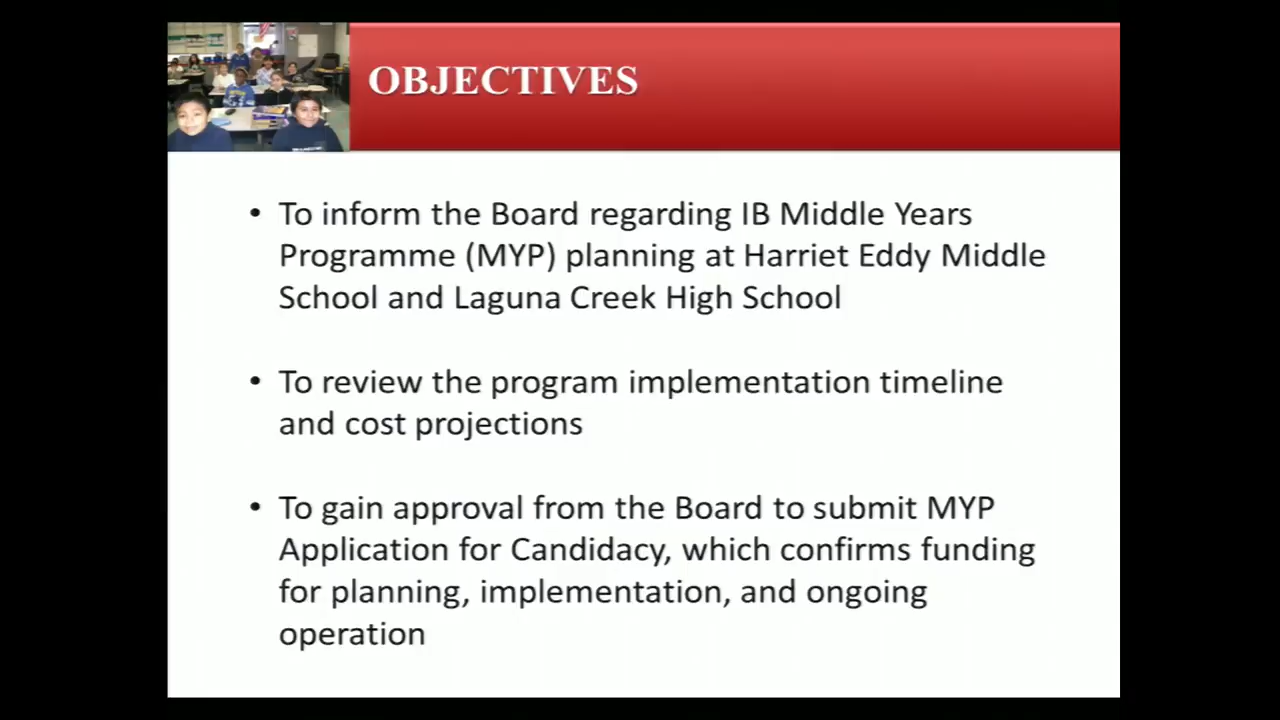 OBJECTIVES
• To inform the Board regarding IB Middle Years
Programme (MYP) planning at Harriet Eddy Middle
School and Laguna Creek High School
• To review the program implementation timeline
and cost projections
• To gain approval from the Board to submit MYP
Application for Candidacy, which confirms funding
for planning, implementation, and ongoing
operation